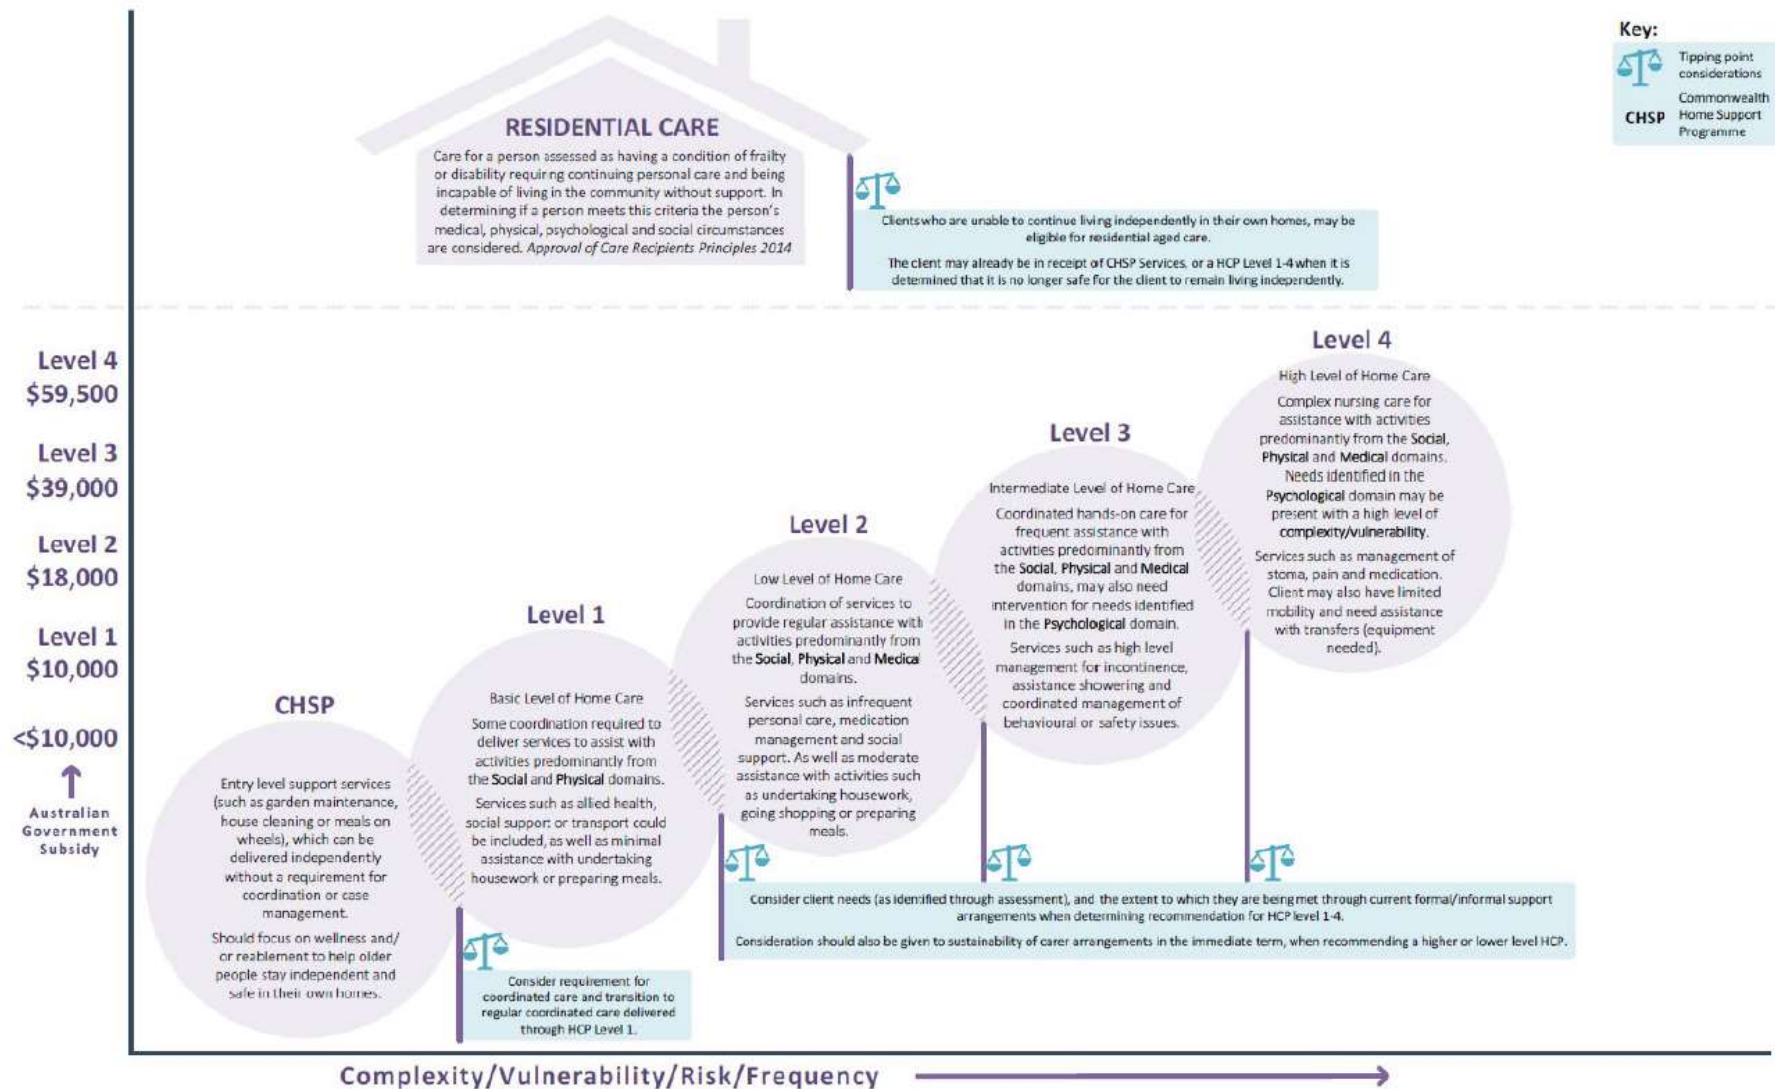 Key:
Tipping point
considerations
CHSP
Commonwealth
Home Support
Programme
RESIDENTIAL CARE
Care for a person assessed as having a condition of frailty
or disability requiring continuing personal care and being
incapable of living in the community without support. In
determining if a person meets this criteria the person's
medical, physical, psychological and social circumstances
are considered. Approval of Care Recipients Principles 2014
Clients who are unable to continue living independently in their own homes, may be
eligible for residential aged care.
The client may already be in receipt of CHSP Services, or a HCP Level 1-4 when it is
determined that it is no longer safe for the client to remain living independently.
Level 4
$59,500
Level 3
$39,000
Level 2
$18,000
Level 1
$10,000
<$10,000
Australian
Government
Subsidy
CHSP
Entry level support services
(such as garden maintenance,
house cleaning or meals on
wheels), which can be
delivered independently
without a requirement for
coordination or case
management.
Should focus on wellness and/
or reablement to help older
people stay independent and
safe in their own homes.
Level 1
Basic Level of Home Care
Some coordination required to
deliver services to assist with
activities predominantly from
the Social and Physical domains.
Services such as allied health,
social support or transport could
be included, as well as minimal
assistance with undertaking
housework or preparing meals.
Level 2
Low Level of Home Care
Coordination of services to
provide regular assistance with
activities predominantly from
the Social, Physical and Medical
domains.
Services such as infrequent
personal care, medication
management and social
support. As well as moderate
assistance with activities such
as undertaking housework,
going shopping or preparing
meals.
Level 3
Intermediate Level of Home Care
Coordinated hands-on care for
frequent assistance with
activities predominantly from
the Social, Physical and Medical
domains, may also need
intervention for needs identified
in the Psychological domain.
Services such as high level
management for incontinence,
assistance showering and
coordinated management of
behavioural or safety issues.
Level 4
High Level of Home Care
Complex nursing care for
assistance with activities
predominantly from the Social,
Physical and Medical domains.
Needs identified in the
Psychological domain may be
present with a high level of
complexity/vulnerability.
Services such as management of
stoma, pain and medication.
Client may also have limited
mobility and need assistance
with transfers (equipment
needed).
Consider client needs (as identified through assessment), and the extent to which they are being met through current formal/informal support
arrangements when determining recommendation for HCP level 1-4.
Consideration should also be given to sustainability of carer arrangements in the immediate term, when recommending a higher or lower level HCP.
Consider requirement for
coordinated care and transition to
regular coordinated care delivered
through HCP Level 1.
Complexity/Vulnerability/Risk/Frequency